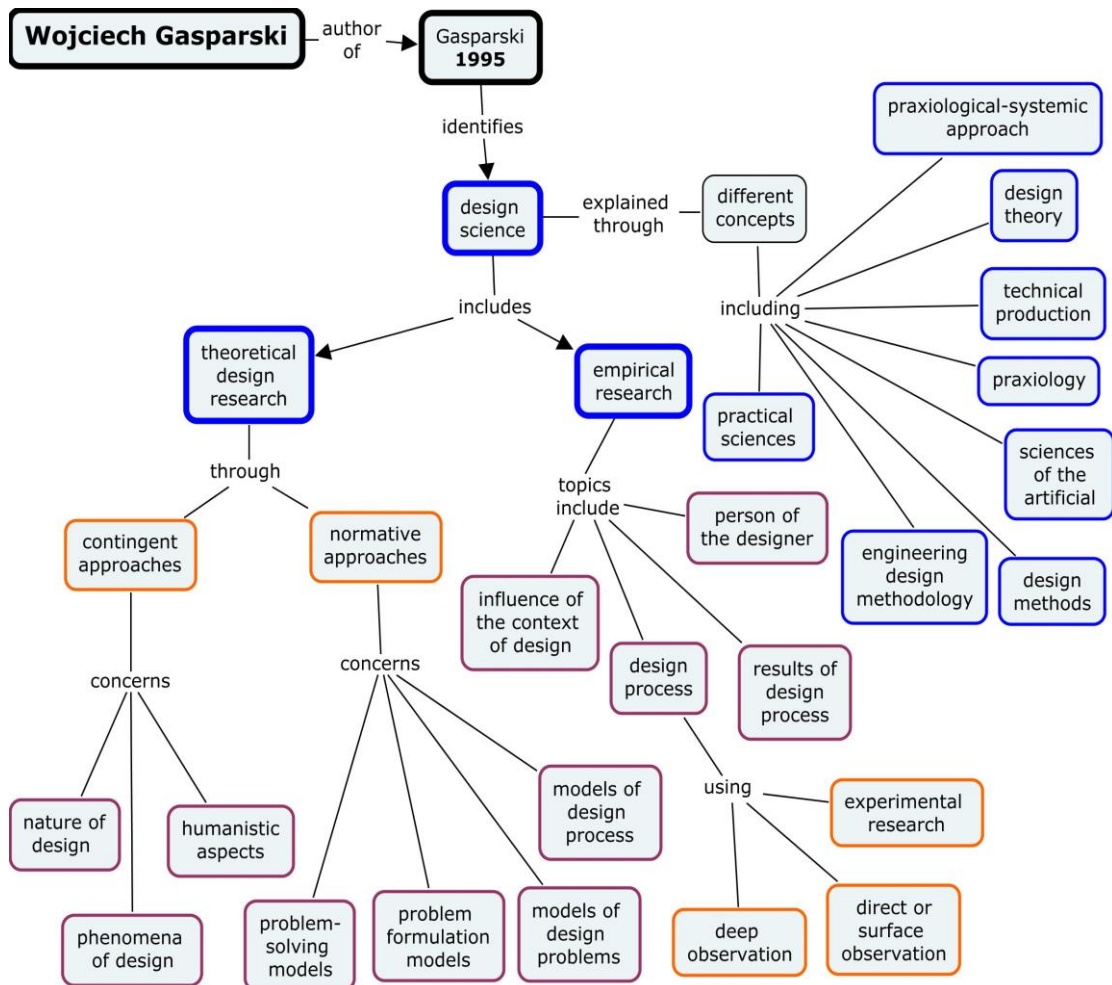 Wojciech Gasparski
author
of
Gasparski
1995
identifies
design
science
explained
through
different
concepts
including
praxiological-systemic
approach
design
theory
technical
production
praxiology
sciences
of the
artificial
design
methods
engineering
design
methodology
practical
sciences
includes
theoretical
design
research
through
contingent
approaches
concerns
nature of
design
phenomena
of design
humanistic
aspects
normative
approaches
concerns
problem-
solving
models
problem
formulation
models
models of
design
problems
models of
design
process
empirical
research
topics
include
person of
the designer
influence of
the context
of design
design
process
results of
design
process
using
experimental
research
deep
observation
direct or
surface
observation